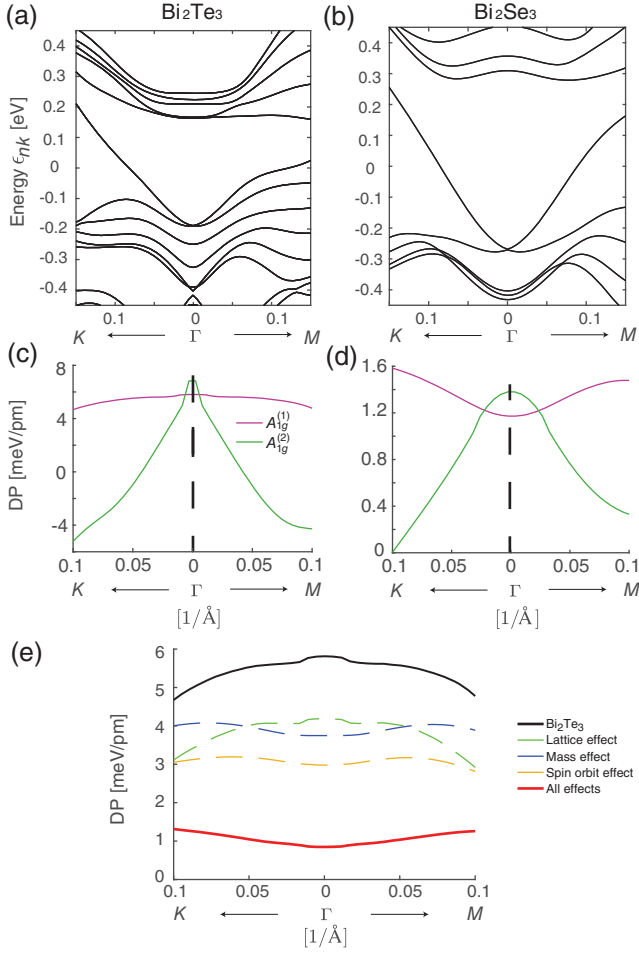 (a) Bi₂Te₃ (b) Bi₂Se₃
Energy ϵnk [eV]
0.4 0.4
0.3 0.3
0.2 0.2
0.1 0.1
0 0
-0.1 -0.1
-0.2 -0.2
-0.3 -0.3
-0.4 -0.4
0.1 0 0.1 0.1 0 0.1
K ← Γ → M K ← Γ → M
(c) (d)
DP [meV/pm]
8 1.6
5 1.2
2 0.8
-1 0.4
-4 0
A1g(1)
A1g(2)
0.1 0.05 0 0.05 0.1 0.1 0.05 0 0.05 0.1
K ← Γ → M K ← Γ → M
[1/Å] [1/Å]
(e)
DP [meV/pm]
6
5
4
3
2
1
0
Bi₂Te₃
Lattice effect
Mass effect
Spin orbit effect
All effects
0.1 0.05 0 0.05 0.1
K ← Γ → M
[1/Å]